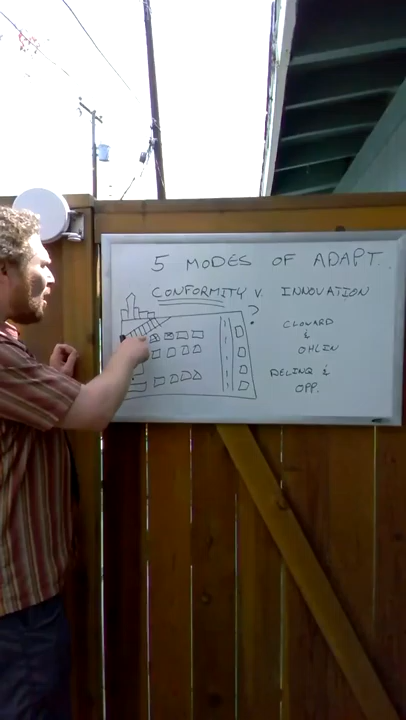 5 MODES OF ADAPT.
CONFORMITY V. INNOVATION
?
CLOWARD
&
OHLIN
DELINQ &
OPP.